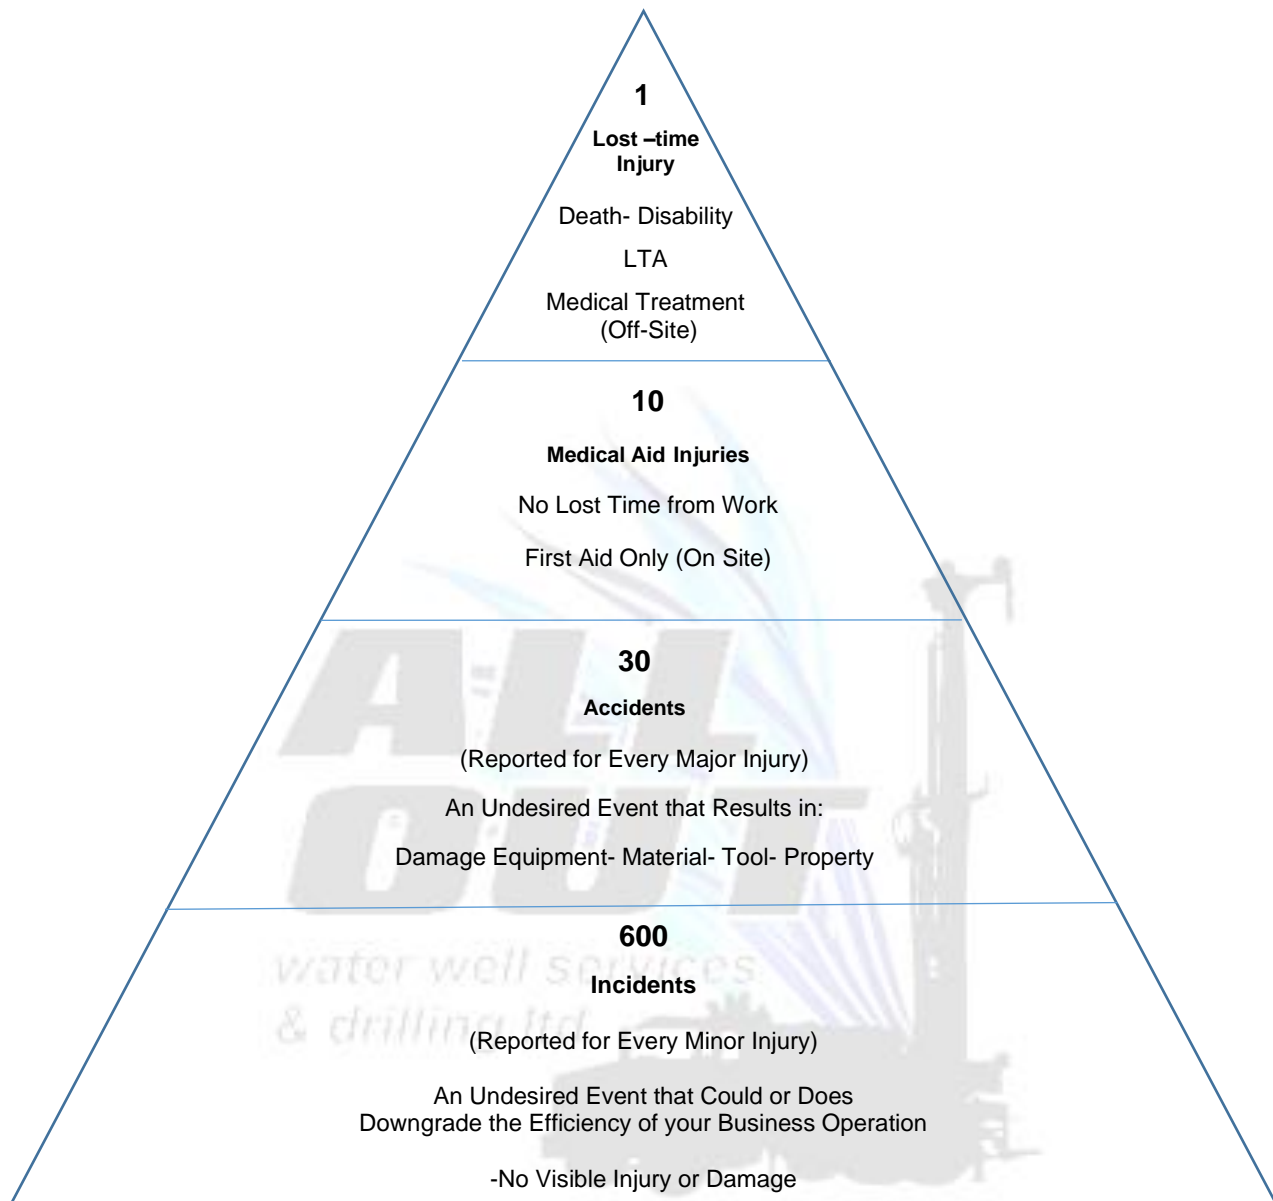 1
Lost –time
Injury
Death- Disability
LTA
Medical Treatment
(Off-Site)
10
Medical Aid Injuries
No Lost Time from Work
First Aid Only (On Site)
30
Accidents
(Reported for Every Major Injury)
An Undesired Event that Results in:
Damage Equipment- Material- Tool- Property
600
Incidents
(Reported for Every Minor Injury)
An Undesired Event that Could or Does
Downgrade the Efficiency of your Business Operation
-No Visible Injury or Damage
ALL
OUT
water well services
& drilling ltd